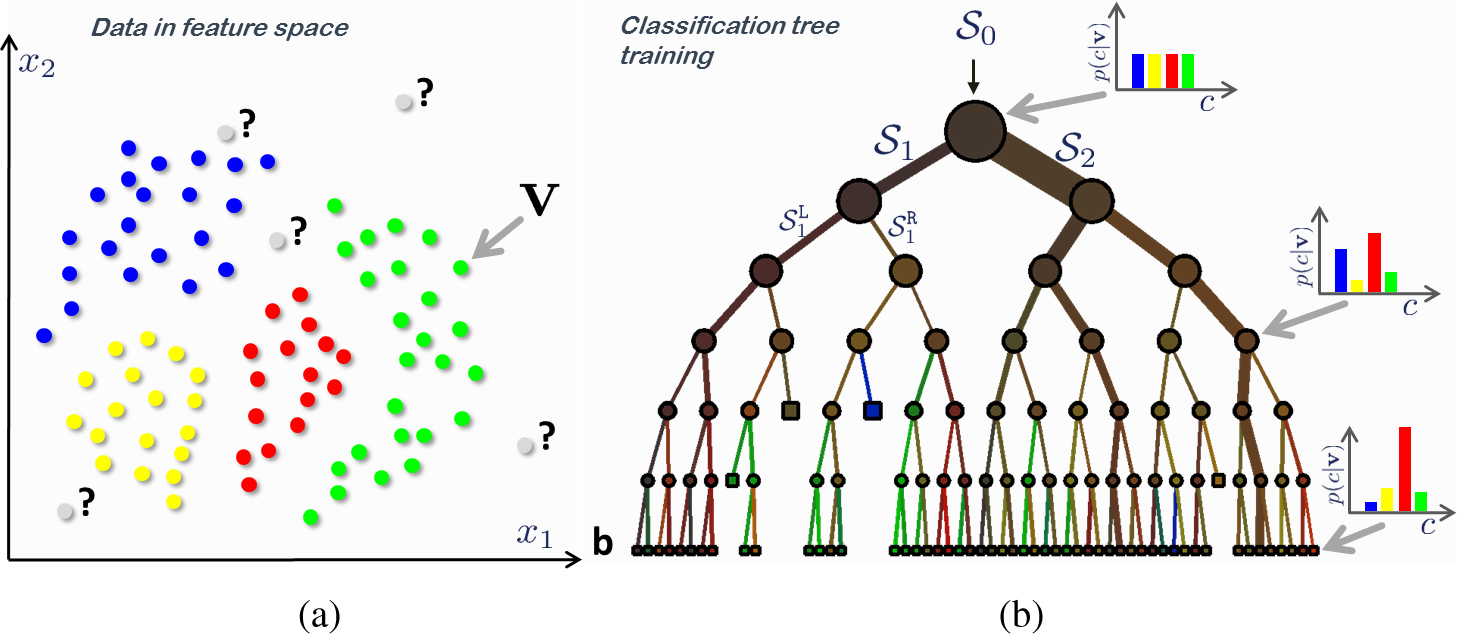 Data in feature space
x₂
?
?
?
v
?
?
x₁
(a)
Classification tree
training
S₀
p(c|v)
c
S₁
S₂
S₁ᴸ
S₁ᴿ
p(c|v)
c
p(c|v)
c
b
(b)